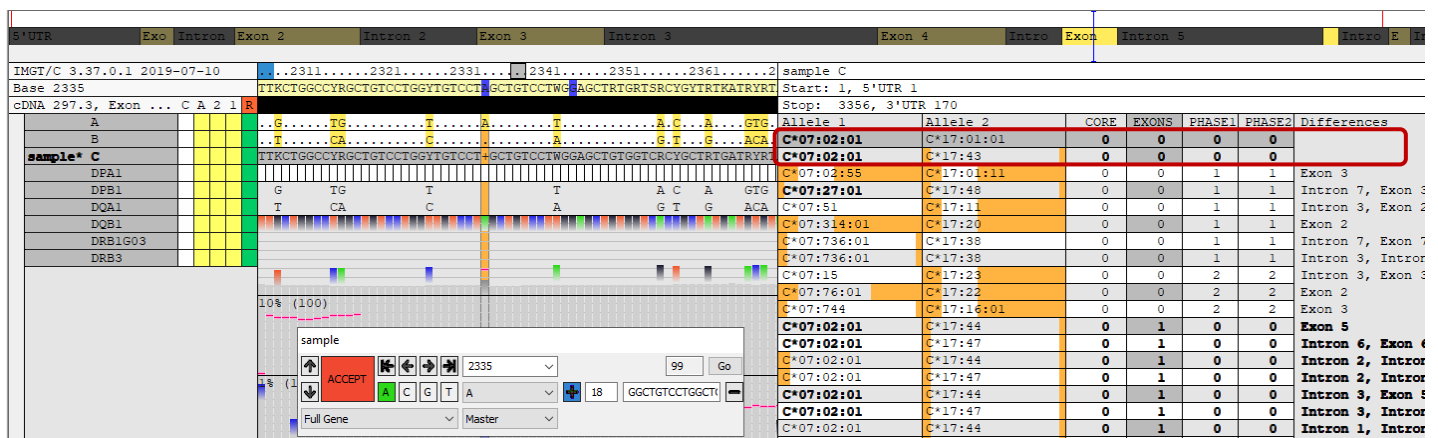 5'UTR Exo Intron Exon 2 Intron 2 Exon 3 Intron 3 Exon 4 Intro Exon Intron 5 Intro E In
IMGT/C 3.37.0.1 2019-07-10 ....2311......2321......2331...... 2341......2351......2361......2 sample C
Base 2335 TTKCTGGCCYRGCTGTCCTGGYTGTCCTAGCTGTCCTWGGAGCTRTGRTSRCYGYTRTKATRYRT Start: 1, 5'UTR 1
cDNA 297.3, Exon ... C A 2 1 R Stop: 3356, 3'UTR 170
A ..G......TG..........T......A........T............A.C...A....GTG. Allele 1 Allele 2 CORE EXONS PHASE1 PHASE2 Differences
B ..T......CA..........C...............A............G.T...G....ACA. C*07:02:01 C*17:01:01 0 0 0 0
sample* C TTKCTGGCCYRGCTGTCCTGGYTGTCCT+GCTGTCCTWGGAGCTGTGGTCRCYGCTRTGATRYRT C*07:02:01 C*17:43 0 0 0 0
DPA1 C*07:02:55 C*17:01:11 0 0 1 1 Exon 3
DPB1 G TG T T A C A GTG C*07:27:01 C*17:48 0 0 1 1 Intron 7, Exon 3
DQA1 T CA C A G T G ACA C*07:51 C*17:11 0 0 1 1 Intron 3, Exon 2
DQB1 C*07:314:01 C*17:20 0 0 1 1 Exon 2
DRB1G03 C*07:736:01 C*17:38 0 0 1 1 Intron 7, Exon 7
DRB3 C*07:736:01 C*17:38 0 0 1 1 Intron 3, Intron
C*07:15 C*17:23 0 0 2 2 Intron 3, Exon 3
C*07:76:01 C*17:22 0 0 2 2 Exon 2
10% (100) C*07:744 C*17:16:01 0 0 2 2 Exon 3
C*07:02:01 C*17:44 0 1 0 0 Exon 5
sample C*07:02:01 C*17:47 0 1 0 0 Intron 6, Exon 6
ACCEPT 2335 99 Go C*07:02:01 C*17:44 0 1 0 0 Intron 2, Intron
1% (1 C*07:02:01 C*17:47 0 1 0 0 Intron 2, Intron
A C G T A 18 GGCTGTCCTGGCT C*07:02:01 C*17:44 0 1 0 0 Intron 3, Exon 5
Full Gene Master C*07:02:01 C*17:47 0 1 0 0 Intron 3, Intron
C*07:02:01 C*17:44 0 1 0 0 Intron 1, Intron